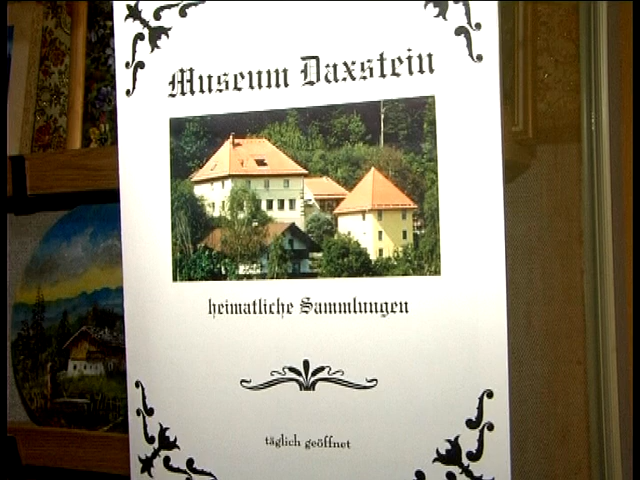 Museum Daxstein
heimatliche Sammlungen
täglich geöffnet